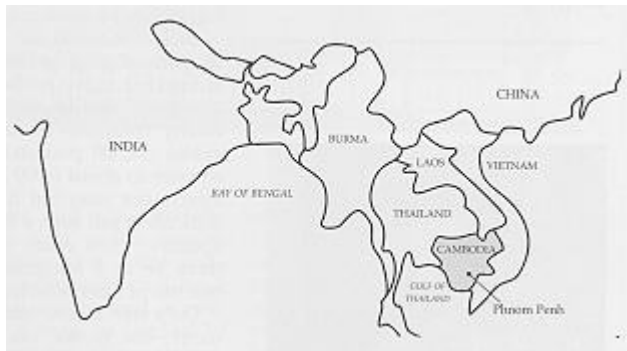 CHINA
INDIA
BURMA
LAOS
VIETNAM
BAY OF BENGAL
THAILAND
CAMBODIA
GULF OF
THAILAND
Phnom Penh